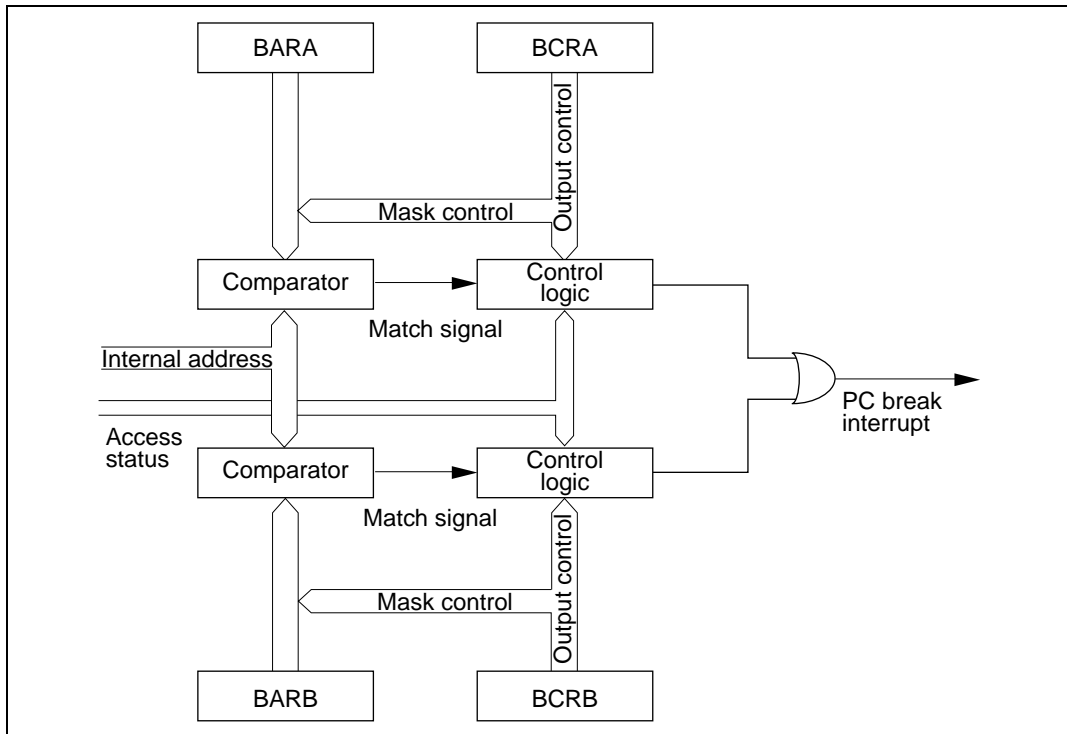 BARA
BCRA
Output control
Mask control
Comparator
Control
logic
Match signal
Internal address
Access
status
PC break
interrupt
Comparator
Control
logic
Match signal
Output control
Mask control
BARB
BCRB